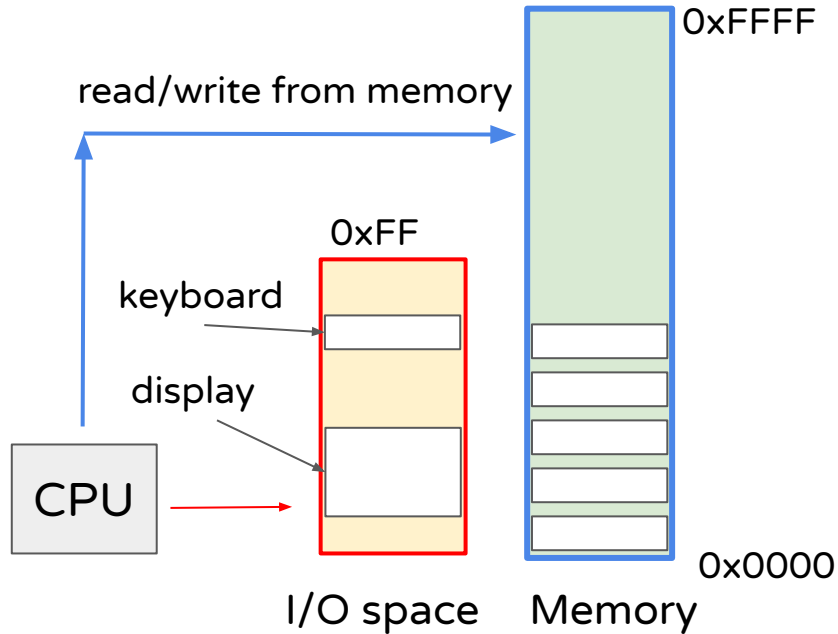 0xFFFF
read/write from memory
0xFF
keyboard
display
CPU
0x0000
I/O space
Memory